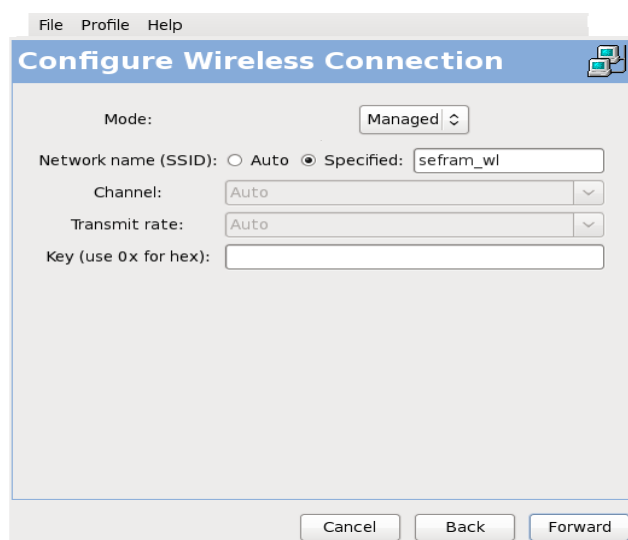 File Profile Help
Configure Wireless Connection
Mode: Managed
Network name (SSID): Auto Specified: sefram_wl
Channel: Auto
Transmit rate: Auto
Key (use 0x for hex):
Cancel Back Forward